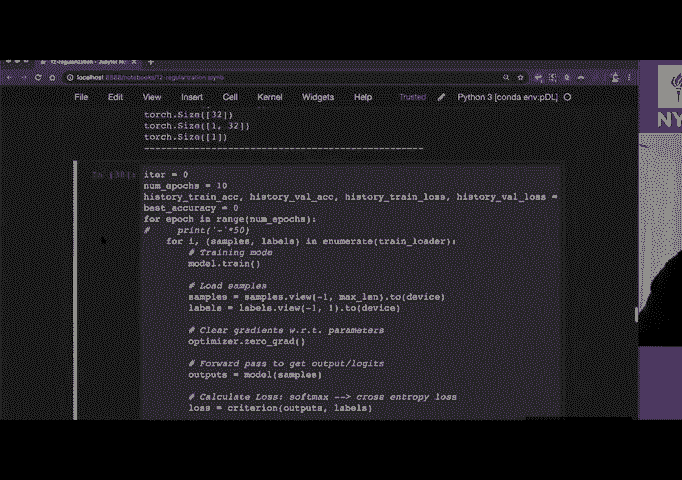 12-regularization - Jupyter N
localhost:8888/notebooks/12-regularization.ipynb
File Edit View Insert Cell Kernel Widgets Help Trusted Python 3 [conda env:pDL]
NY
torch.Size([32])
torch.Size([1, 32])
torch.Size([1])
----------------------------------------------------
In [38]: iter = 0
num_epochs = 10
history_train_acc, history_val_acc, history_train_loss, history_val_loss =
best_accuracy = 0
for epoch in range(num_epochs):
# print('-'*50)
for i, (samples, labels) in enumerate(train_loader):
# Training mode
model.train()
# Load samples
samples = samples.view(-1, max_len).to(device)
labels = labels.view(-1, 1).to(device)
# Clear gradients w.r.t. parameters
optimizer.zero_grad()
# Forward pass to get output/logits
outputs = model(samples)
# Calculate Loss: softmax --> cross entropy loss
loss = criterion(outputs, labels)